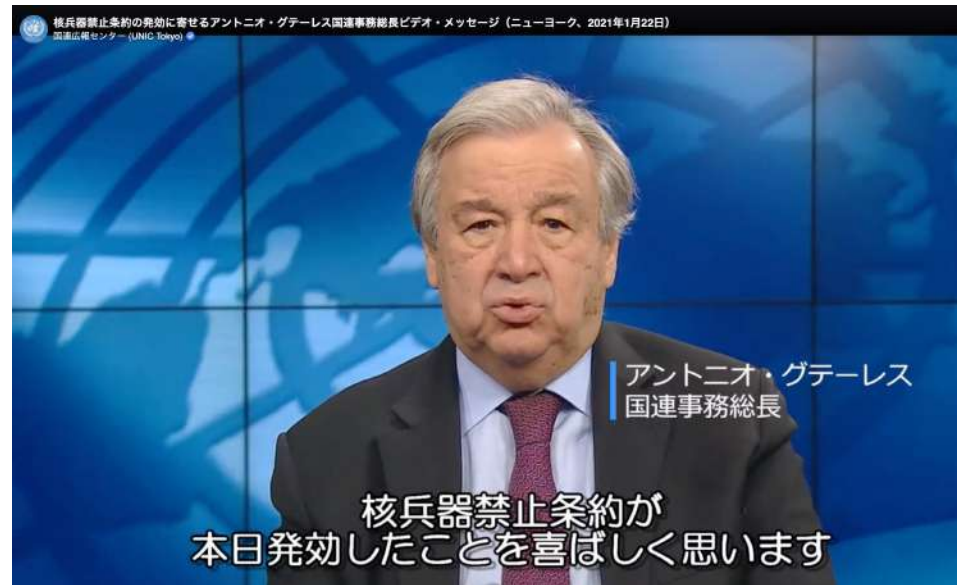 核兵器禁止条約の発効に寄せるアントニオ・グテーレス国連事務総長ビデオ・メッセージ（ニューヨーク、2021年1月22日）
国連広報センター (UNIC Tokyo)
アントニオ・グテーレス
国連事務総長
核兵器禁止条約が
本日発効したことを喜ばしく思います